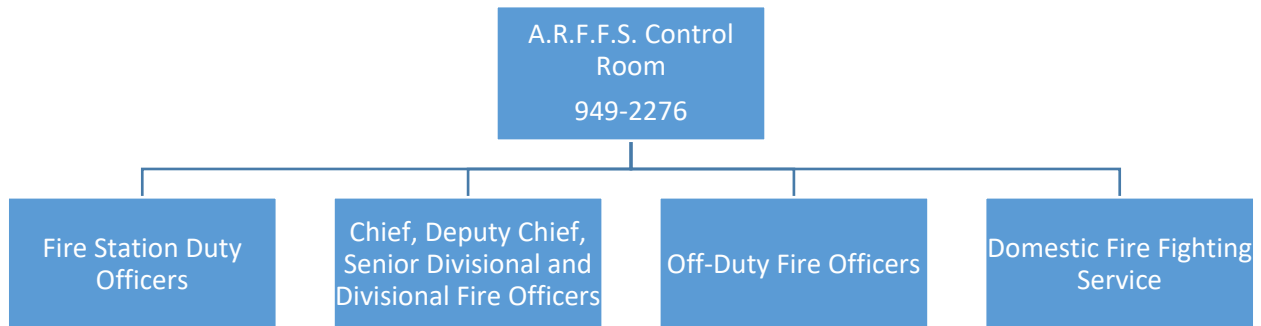 A.R.F.F.S. Control
Room
949-2276
Fire Station Duty
Officers
Chief, Deputy Chief,
Senior Divisional and
Divisional Fire Officers
Off-Duty Fire Officers
Domestic Fire Fighting
Service